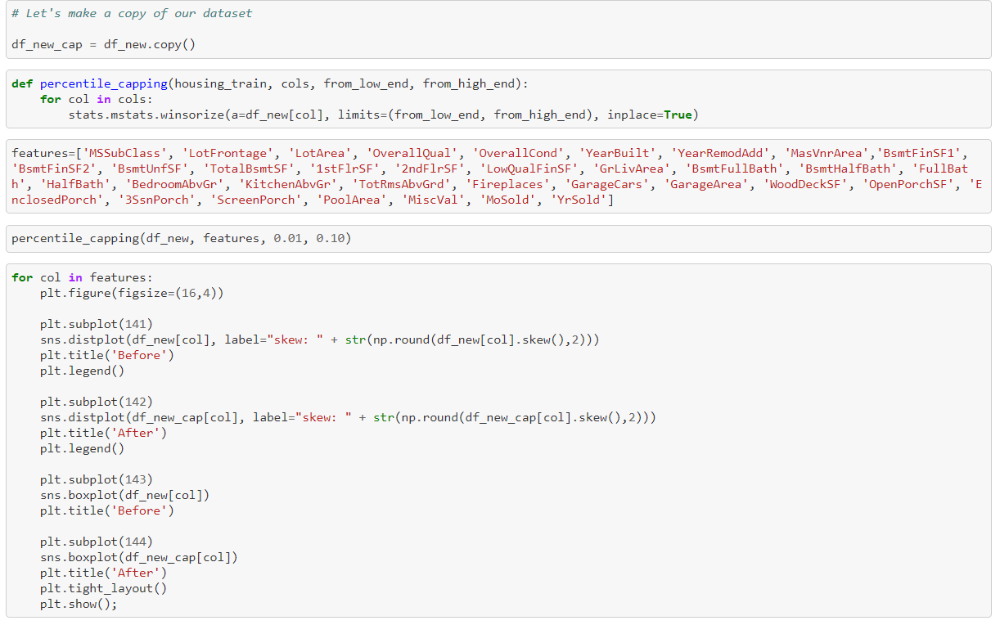 # Let's make a copy of our dataset
df_new_cap = df_new.copy()
def percentile_capping(housing_train, cols, from_low_end, from_high_end):
    for col in cols:
        stats.mstats.winsorize(a=df_new[col], limits=(from_low_end, from_high_end), inplace=True)
features=['MSSubClass', 'LotFrontage', 'LotArea', 'OverallQual', 'OverallCond', 'YearBuilt', 'YearRemodAdd', 'MasVnrArea','BsmtFinSF1',
'BsmtFinSF2', 'BsmtUnfSF', 'TotalBsmtSF', '1stFlrSF', '2ndFlrSF', 'LowQualFinSF', 'GrLivArea', 'BsmtFullBath', 'BsmtHalfBath', 'FullBat
h', 'HalfBath', 'BedroomAbvGr', 'KitchenAbvGr', 'TotRmsAbvGrd', 'Fireplaces', 'GarageCars', 'GarageArea', 'WoodDeckSF', 'OpenPorchSF', 'E
nclosedPorch', '3SsnPorch', 'ScreenPorch', 'PoolArea', 'MiscVal', 'MoSold', 'YrSold']
percentile_capping(df_new, features, 0.01, 0.10)
for col in features:
    plt.figure(figsize=(16,4))
    plt.subplot(141)
    sns.distplot(df_new[col], label="skew: " + str(np.round(df_new[col].skew(),2)))
    plt.title('Before')
    plt.legend()
    plt.subplot(142)
    sns.distplot(df_new_cap[col], label="skew: " + str(np.round(df_new_cap[col].skew(),2)))
    plt.title('After')
    plt.legend()
    plt.subplot(143)
    sns.boxplot(df_new[col])
    plt.title('Before')
    plt.subplot(144)
    sns.boxplot(df_new_cap[col])
    plt.title('After')
    plt.tight_layout()
    plt.show();